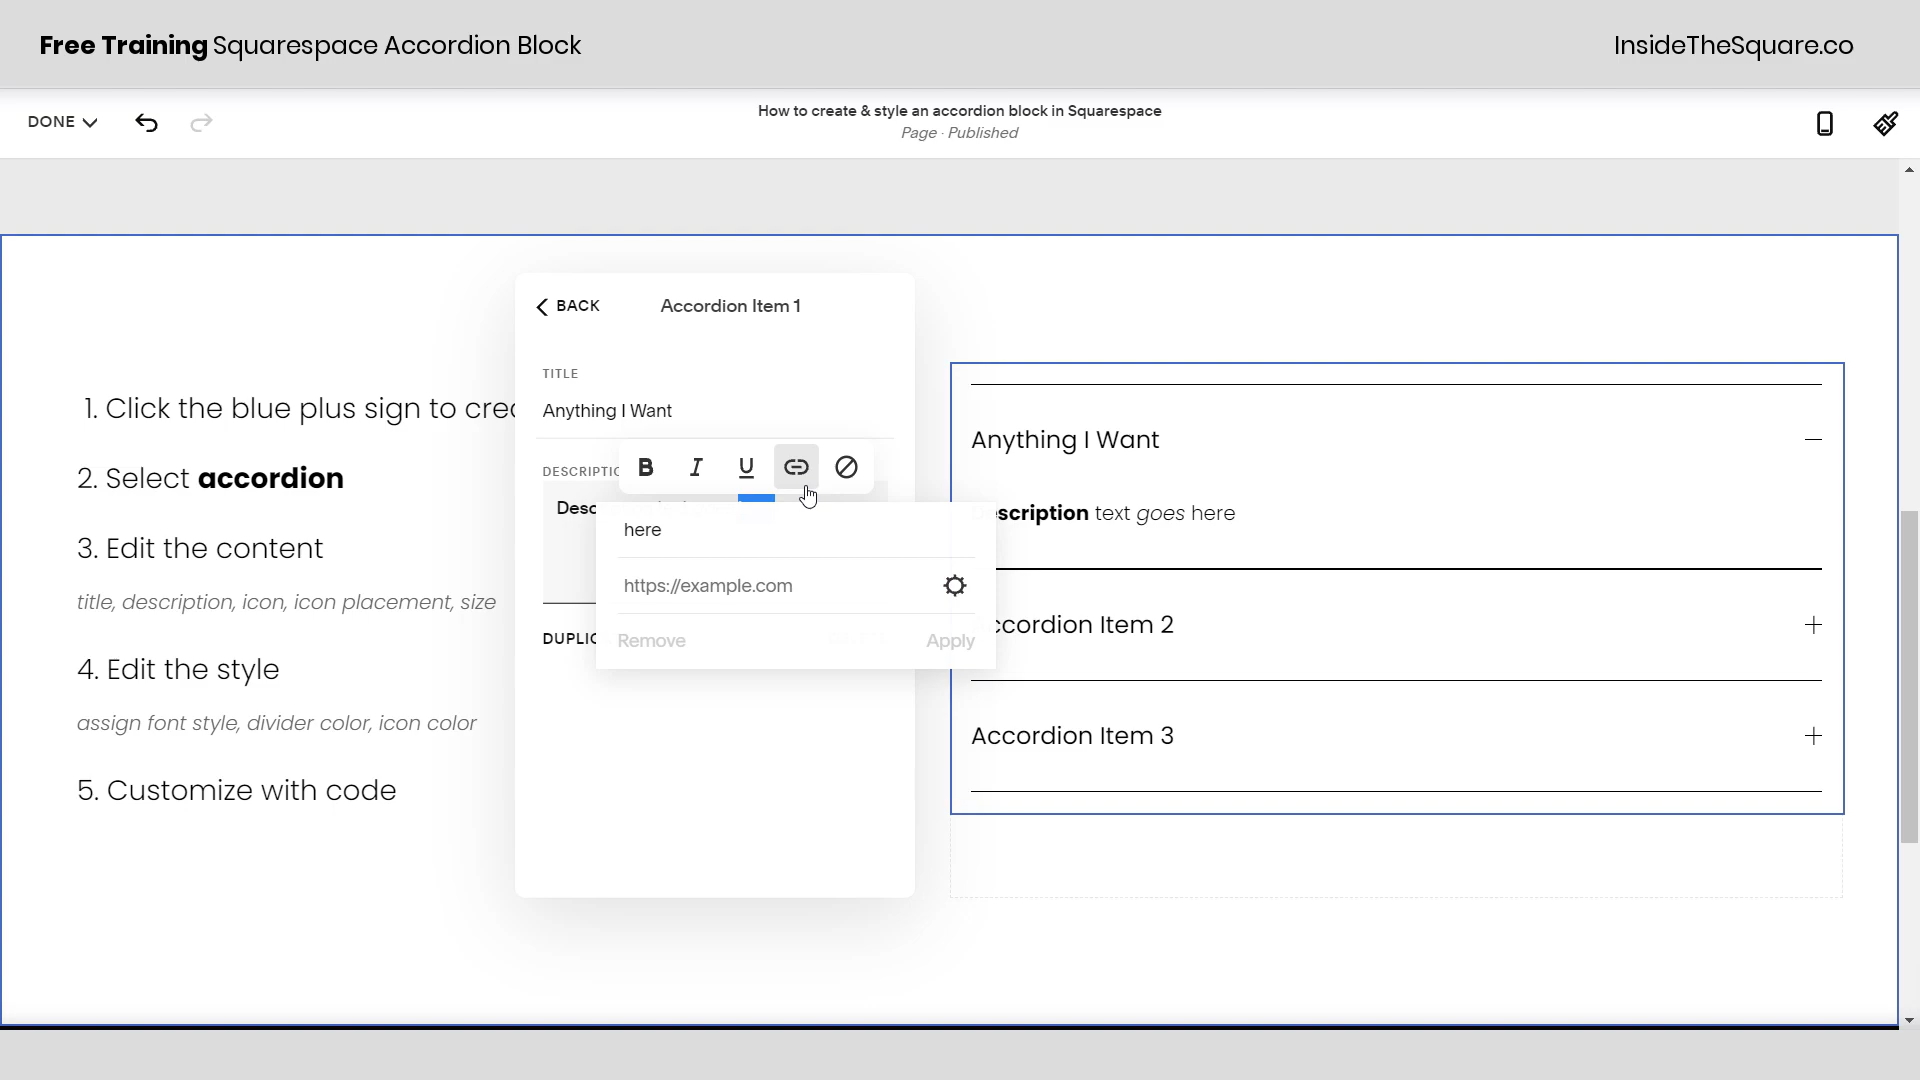 Free Training Squarespace Accordion Block
InsideTheSquare.co
DONE
How to create & style an accordion block in Squarespace
Page · Published
BACK
Accordion Item 1
TITLE
Anything I Want
DESCRIPTIO
Desc
B I U
here
https://example.com
Remove
Apply
DUPLIC
1. Click the blue plus sign to crea
2. Select accordion
3. Edit the content
title, description, icon, icon placement, size
4. Edit the style
assign font style, divider color, icon color
5. Customize with code
Anything I Want
escription text goes here
Accordion Item 2
Accordion Item 3